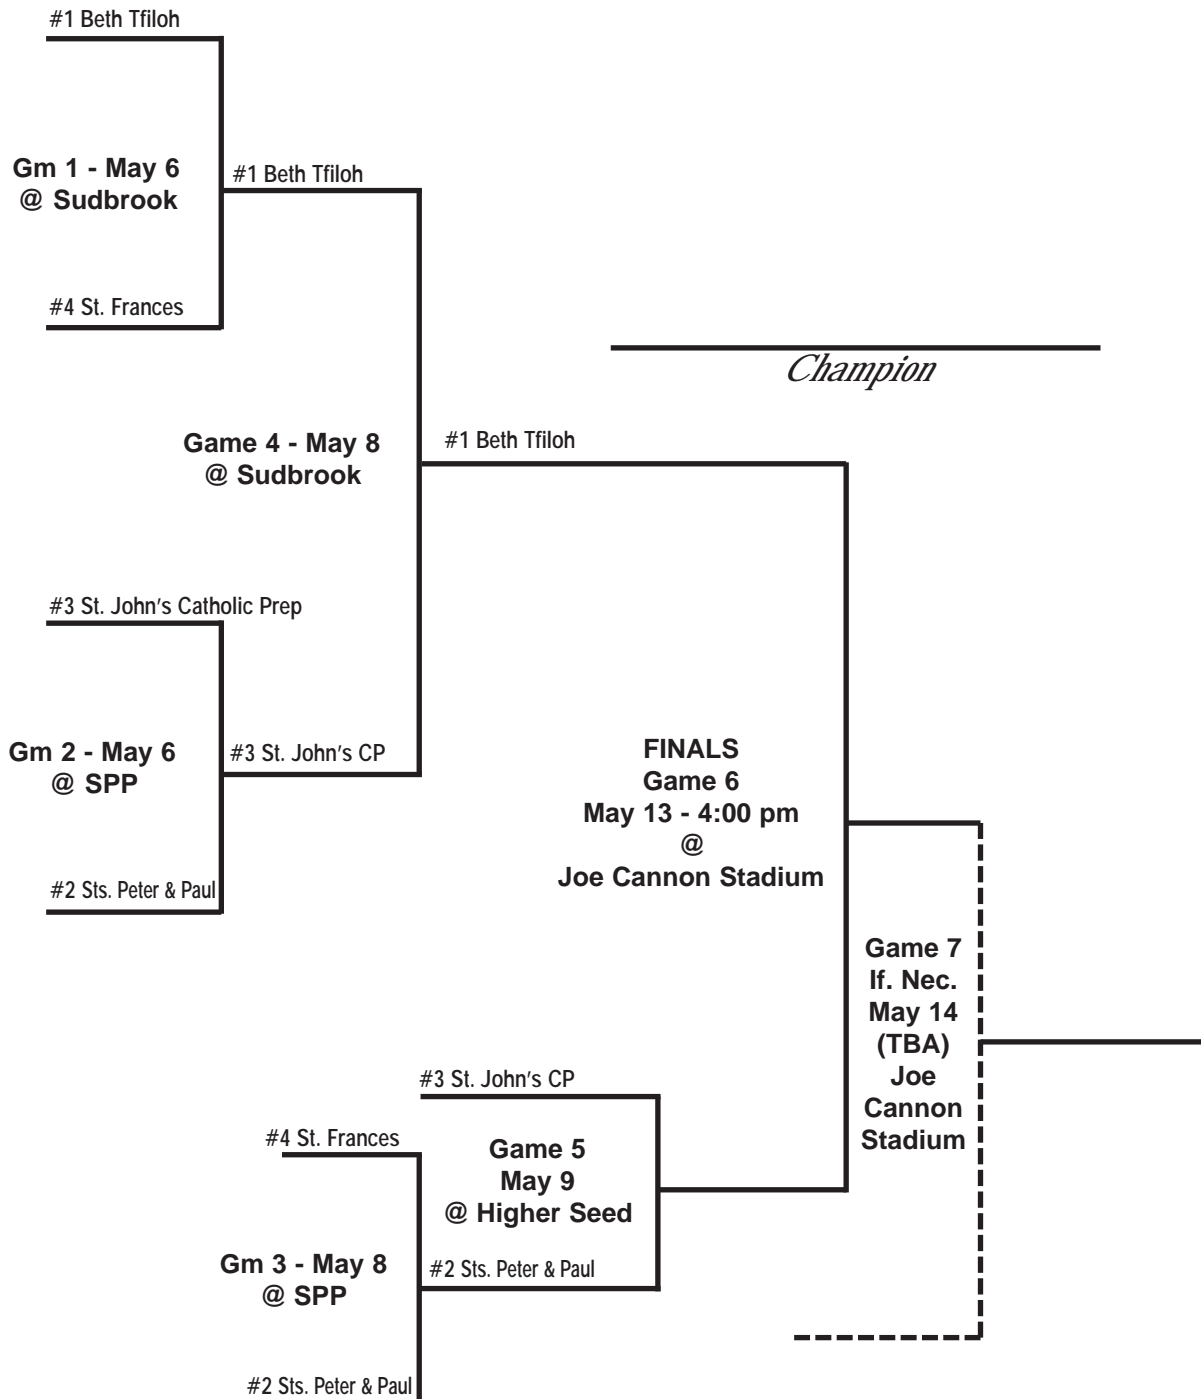 #1 Beth Tfiloh
Gm 1 - May 6
@ Sudbrook
#1 Beth Tfiloh
#4 St. Frances
Champion
Game 4 - May 8
@ Sudbrook
#1 Beth Tfiloh
#3 St. John's Catholic Prep
Gm 2 - May 6
@ SPP
#3 St. John's CP
#2 Sts. Peter & Paul
FINALS
Game 6
May 13 - 4:00 pm
@
Joe Cannon Stadium
Game 7
If. Nec.
May 14
(TBA)
Joe
Cannon
Stadium
#3 St. John's CP
#4 St. Frances
Game 5
May 9
@ Higher Seed
Gm 3 - May 8
@ SPP
#2 Sts. Peter & Paul
#2 Sts. Peter & Paul